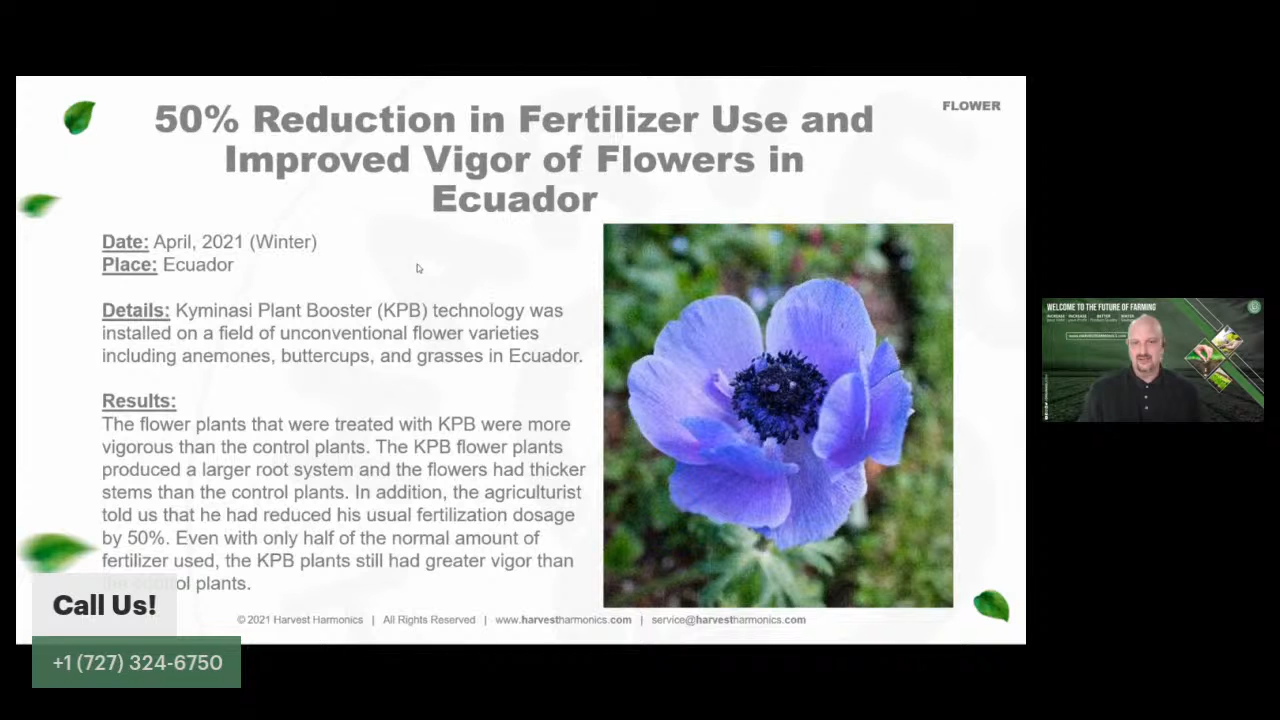 FLOWER
50% Reduction in Fertilizer Use and
Improved Vigor of Flowers in
Ecuador
Date: April, 2021 (Winter)
Place: Ecuador
Details: Kyminasi Plant Booster (KPB) technology was
installed on a field of unconventional flower varieties
including anemones, buttercups, and grasses in Ecuador.
Results:
The flower plants that were treated with KPB were more
vigorous than the control plants. The KPB flower plants
produced a larger root system and the flowers had thicker
stems than the control plants. In addition, the agriculturist
told us that he had reduced his usual fertilization dosage
by 50%. Even with only half of the normal amount of
fertilizer used, the KPB plants still had greater vigor than
the control plants.
© 2021 Harvest Harmonics | All Rights Reserved | www.harvestharmonics.com | service@harvestharmonics.com
Call Us!
+1 (727) 324-6750
WELCOME TO THE FUTURE OF FARMING